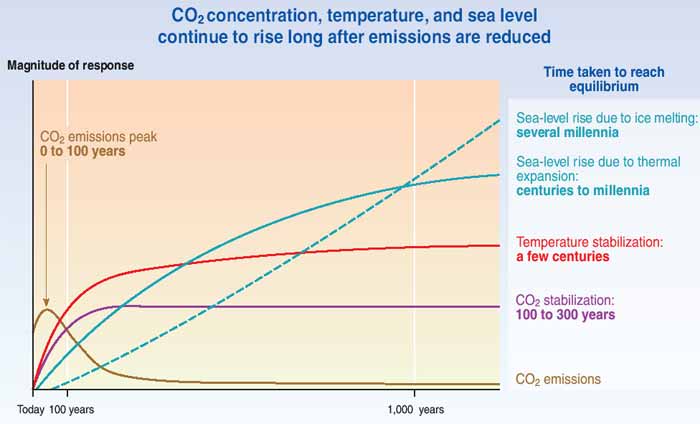 CO2 concentration, temperature, and sea level
continue to rise long after emissions are reduced
Magnitude of response
Time taken to reach
equilibrium
CO2 emissions peak
0 to 100 years
Sea-level rise due to ice melting:
several millennia
Sea-level rise due to thermal
expansion:
centuries to millennia
Temperature stabilization:
a few centuries
CO2 stabilization:
100 to 300 years
CO2 emissions
Today 100 years
1,000 years